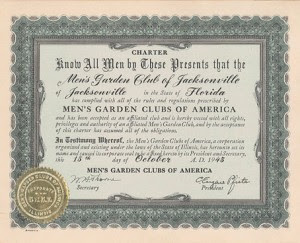 CHARTER
Know All Men by These Presents that the
Men's Garden Club of Jacksonville
of Jacksonville in the State of Florida
has complied with all of the rules and regulations prescribed by
MEN'S GARDEN CLUBS OF AMERICA
and has been accepted as an affiliated club and is hereby vested with all rights,
privileges and authority of an affiliated Men's Garden Club, and by the acceptance
of this charter has assumed all of the obligations.
In Testimony Whereof, the Men's Garden Clubs of America, a corporation
organized and existing under the laws of the State of Illinois, has hereunto set its
name and caused its corporate seal to be affixed hereto by its President and Secretary,
this 15th day of October A.D. 1945
MEN'S GARDEN CLUBS OF AMERICA
Secretary
President